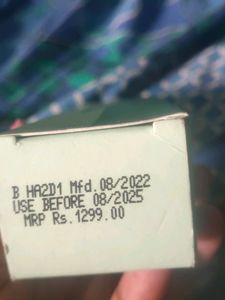 B HA2D1 Mfd.08/2022
USE BEFORE 08/2025
MRP Rs.1299.00